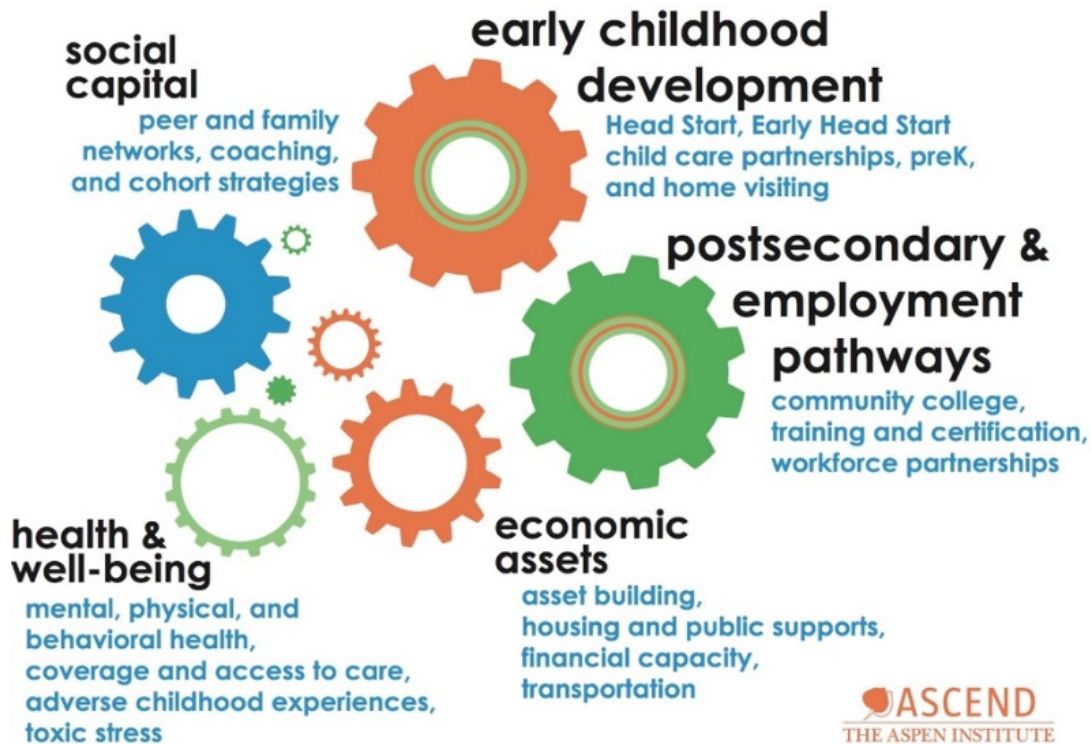 social
capital
peer and family
networks, coaching,
and cohort strategies
early childhood
development
Head Start, Early Head Start
child care partnerships, preK,
and home visiting
postsecondary &
employment
pathways
community college,
training and certification,
workforce partnerships
health &
well-being
mental, physical, and
behavioral health,
coverage and access to care,
adverse childhood experiences,
toxic stress
economic
assets
asset building,
housing and public supports,
financial capacity,
transportation
ASCEND
THE ASPEN INSTITUTE